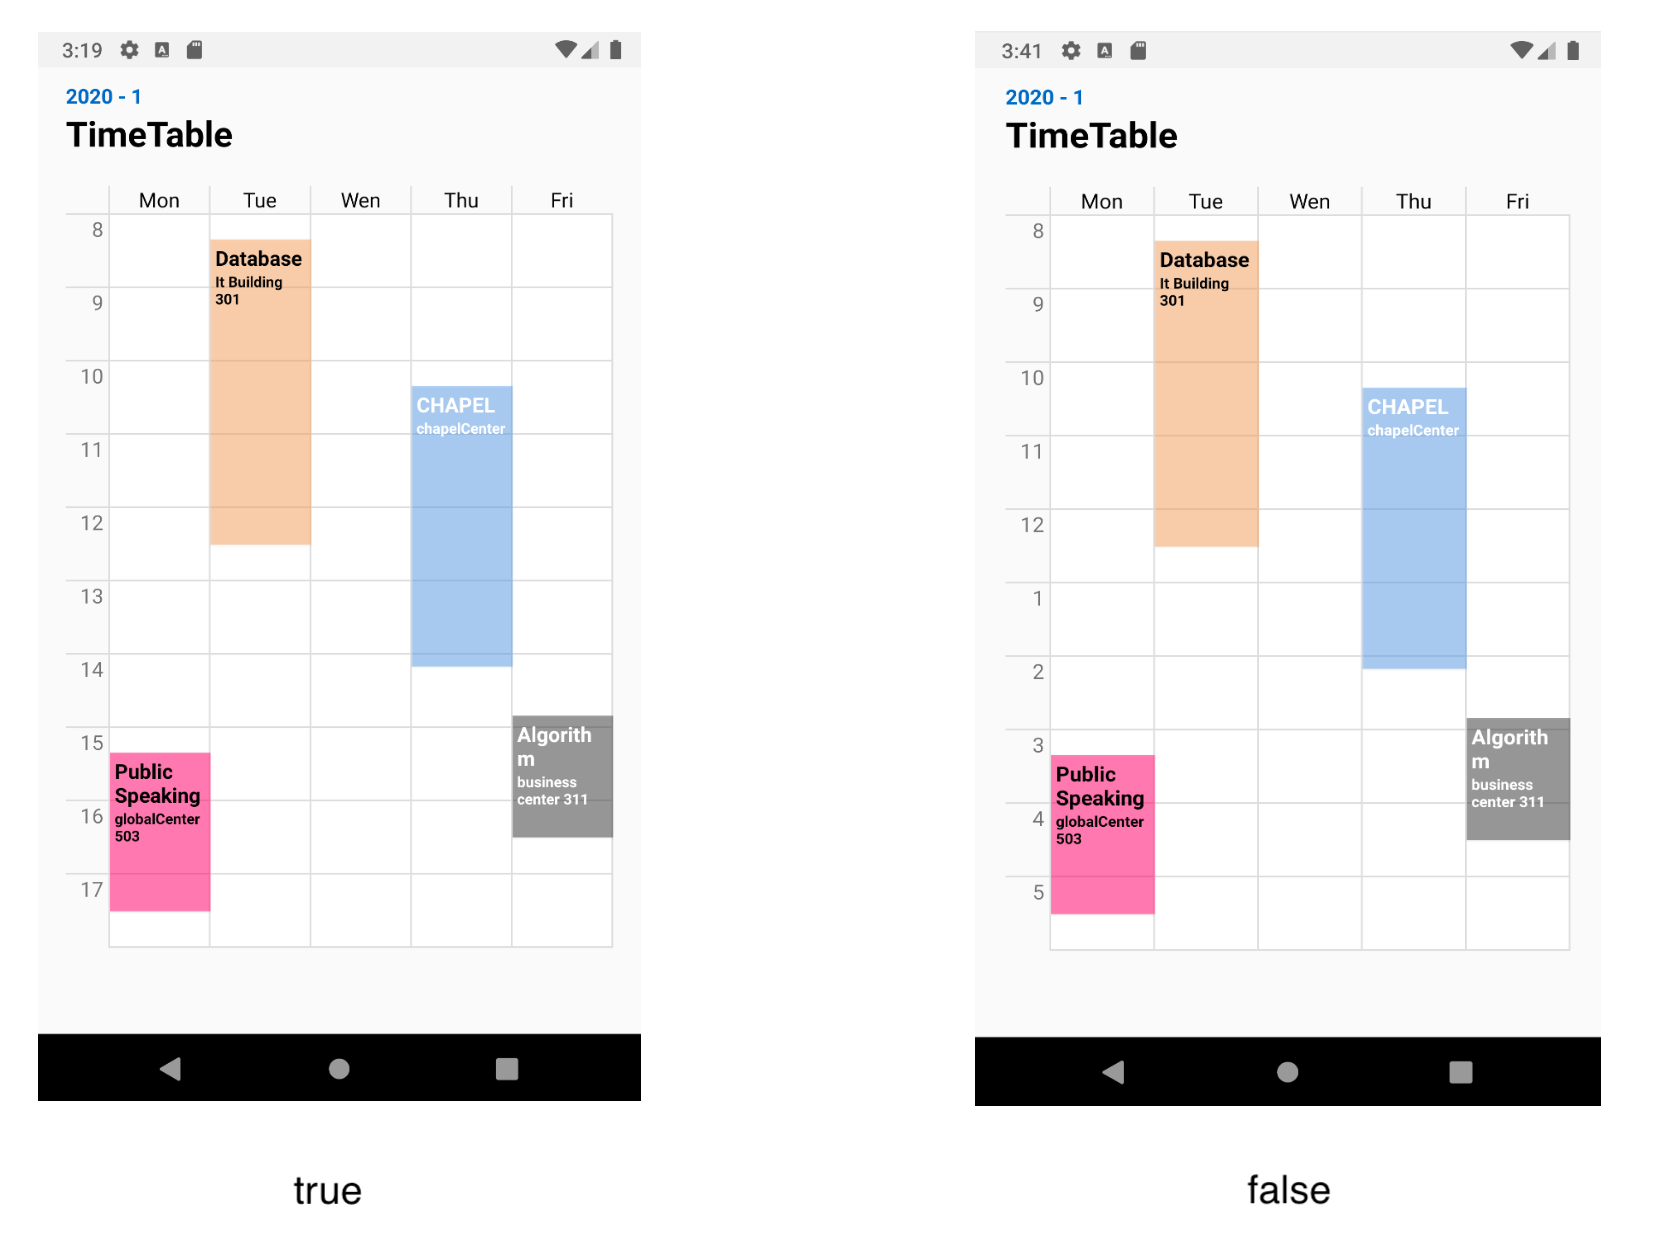 3:19
2020 - 1
TimeTable
Mon Tue Wen Thu Fri
8
Database
It Building
301
9
10
CHAPEL
chapelCenter
11
12
13
14
Algorith
m
business
center 311
15
Public
Speaking
globalCenter
503
16
17
true
3:41
2020 - 1
TimeTable
Mon Tue Wen Thu Fri
8
Database
It Building
301
9
10
CHAPEL
chapelCenter
11
12
1
2
Algorith
m
business
center 311
3
Public
Speaking
globalCenter
503
4
5
false